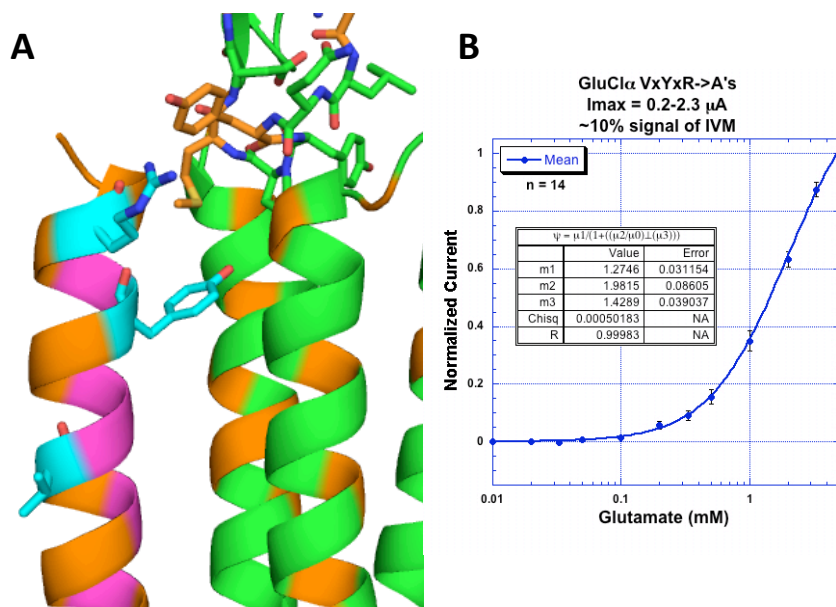 A
B
GluClα VxYxR->A's
Imax = 0.2-2.3 μA
~10% signal of IVM
Mean
n = 14
ψ = μ1/(1+((μ2/μ0)⊥(μ3)))
Value Error
m1 1.2746 0.031154
m2 1.9815 0.08605
m3 1.4289 0.039037
Chisq 0.00050183 NA
R 0.99983 NA
Normalized Current
1
0.8
0.6
0.4
0.2
0
0.01 0.1 1
Glutamate (mM)